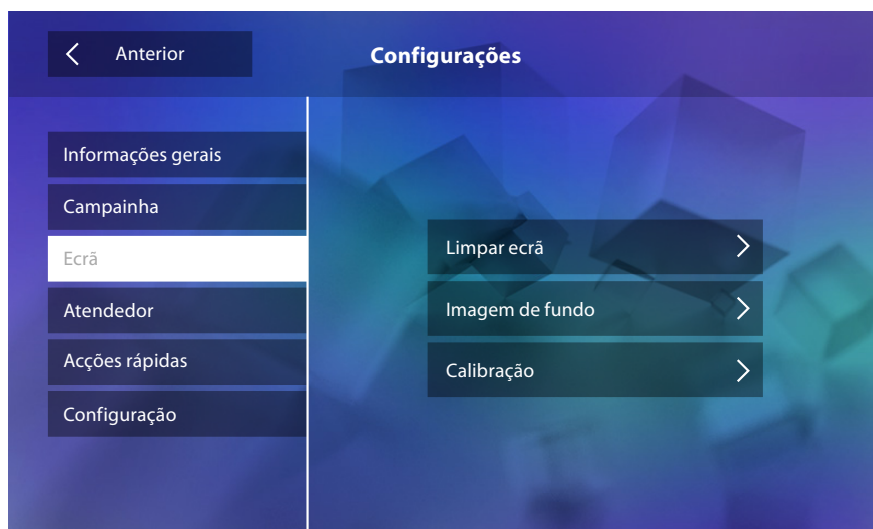 Anterior
Configurações
Informações gerais
Campainha
Ecrã
Atendedor
Acções rápidas
Configuração
Limpar ecrã
Imagem de fundo
Calibração